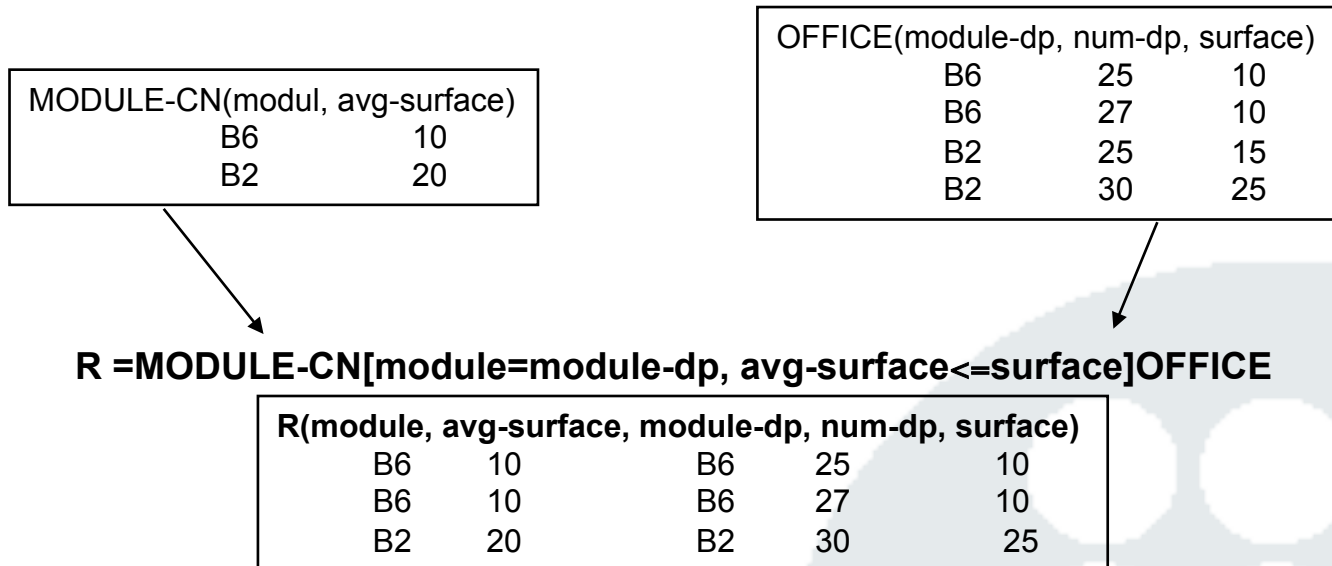 MODULE-CN(modul, avg-surface)
B6 10
B2 20
OFFICE(module-dp, num-dp, surface)
B6 25 10
B6 27 10
B2 25 15
B2 30 25
R =MODULE-CN[module=module-dp, avg-surface<=surface]OFFICE
R(module, avg-surface, module-dp, num-dp, surface)
B6 10 B6 25 10
B6 10 B6 27 10
B2 20 B2 30 25